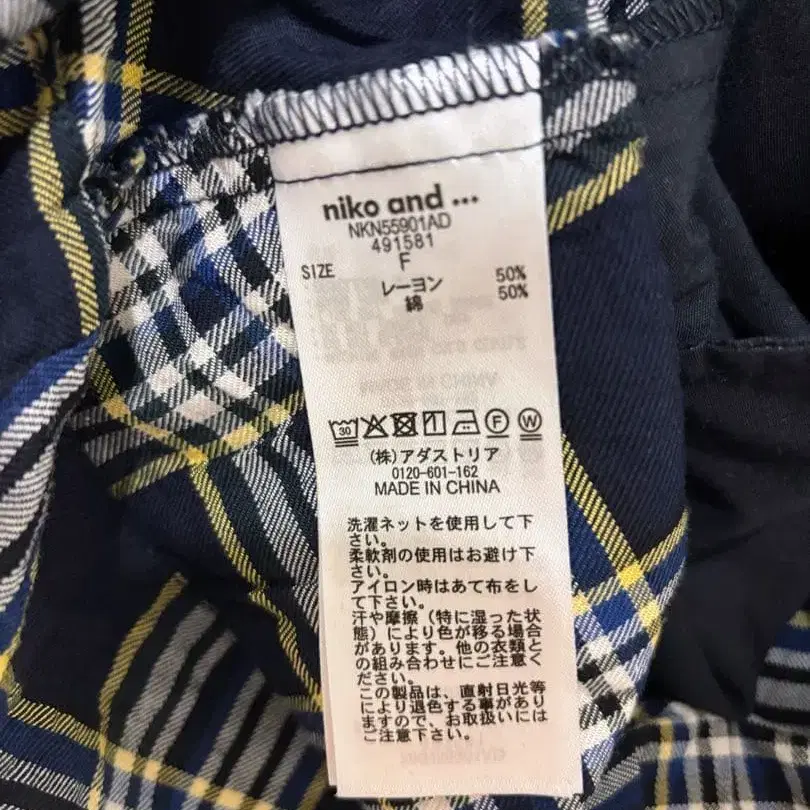 niko and ...
NKN55901AD
491581
SIZE F
レーヨン 50%
綿 50%
30 F W
(株)アダストリア
0120-601-162
MADE IN CHINA
洗濯ネットを使用して下
さい。
柔軟剤の使用はお避け下
さい。
アイロン時はあて布をし
て下さい。
汗や摩擦（特に湿った状
態）により色が移る場合
があります。他の衣類と
の組み合わせにご注意く
ださい。
この製品は、直射日光等
により退色する事があり
ますので、お取扱いには
ご注意ください。